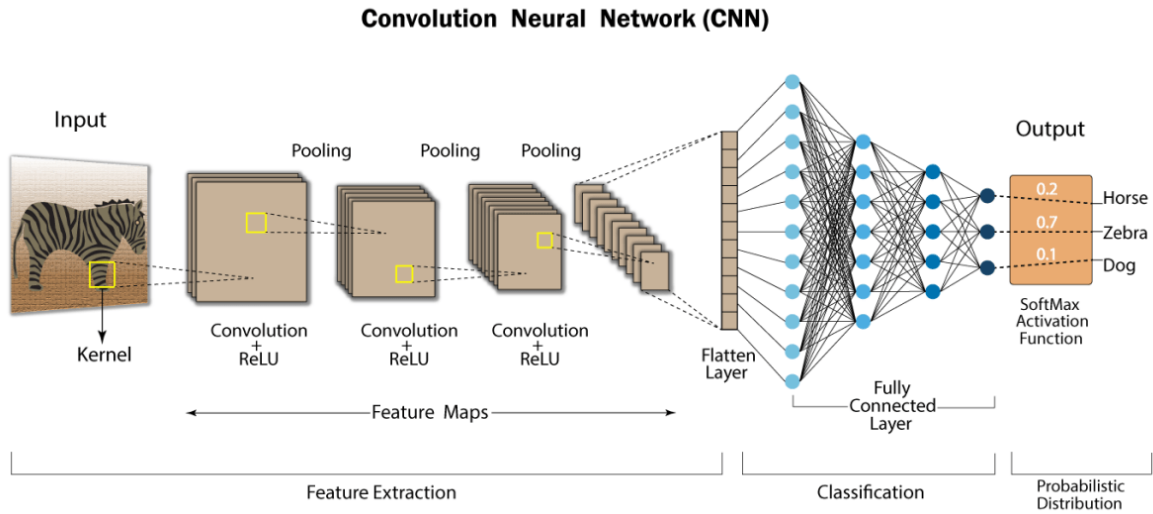 Convolution Neural Network (CNN)
Input
Output
Pooling
Pooling
Pooling
0.2
Horse
0.7
Zebra
0.1
Dog
Kernel
Convolution
+
ReLU
Convolution
+
ReLU
Convolution
+
ReLU
Flatten
Layer
SoftMax
Activation
Function
Fully
Connected
Layer
Feature Maps
Feature Extraction
Classification
Probabilistic
Distribution